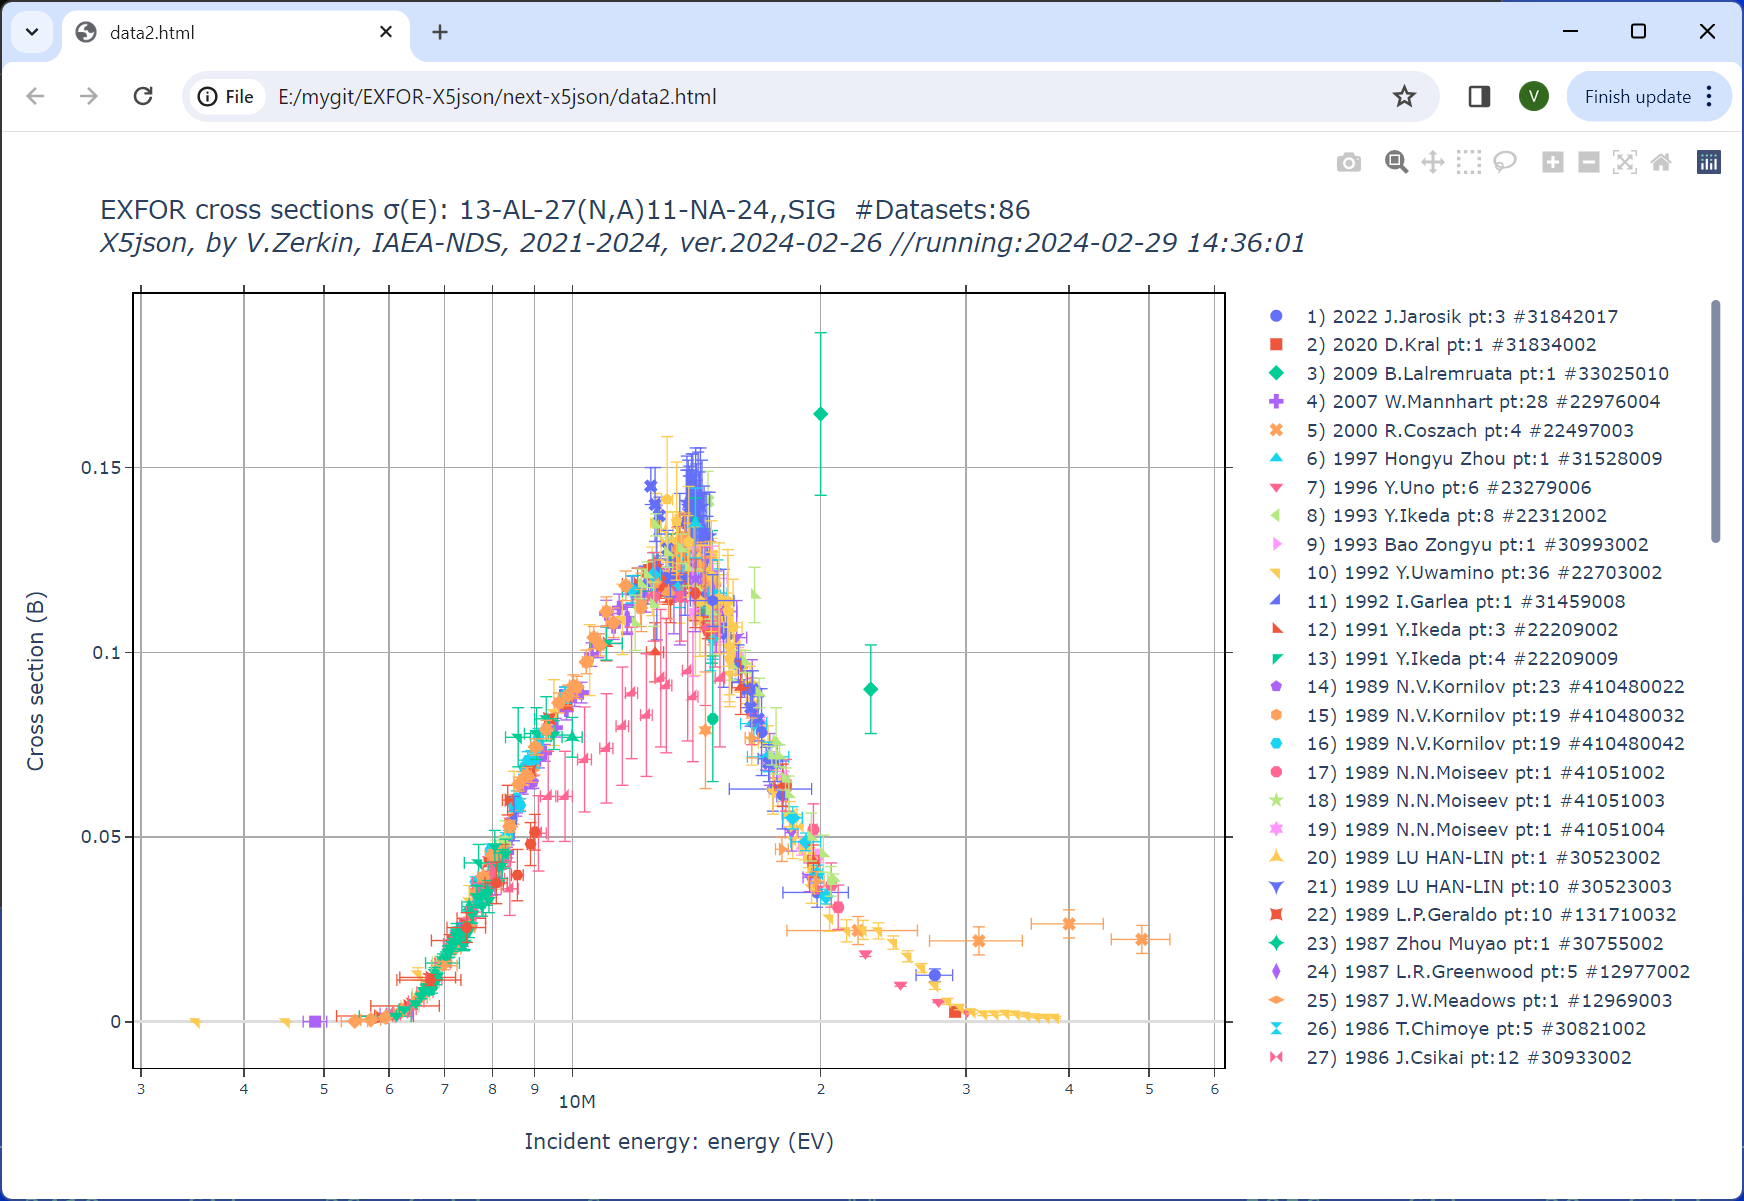 data2.html
File
E:/mygit/EXFOR-X5json/next-x5json/data2.html
V
Finish update
EXFOR cross sections σ(E): 13-AL-27(N,A)11-NA-24,,SIG #Datasets:86
X5json, by V.Zerkin, IAEA-NDS, 2021-2024, ver.2024-02-26 //running:2024-02-29 14:36:01
Cross section (B)
0.15
0.1
0.05
0
3 4 5 6 7 8 9 2 3 4 5 6
10M
Incident energy: energy (EV)
1) 2022 J.Jarosik pt:3 #31842017
2) 2020 D.Kral pt:1 #31834002
3) 2009 B.Lalremruata pt:1 #33025010
4) 2007 W.Mannhart pt:28 #22976004
5) 2000 R.Coszach pt:4 #22497003
6) 1997 Hongyu Zhou pt:1 #31528009
7) 1996 Y.Uno pt:6 #23279006
8) 1993 Y.Ikeda pt:8 #22312002
9) 1993 Bao Zongyu pt:1 #30993002
10) 1992 Y.Uwamino pt:36 #22703002
11) 1992 I.Garlea pt:1 #31459008
12) 1991 Y.Ikeda pt:3 #22209002
13) 1991 Y.Ikeda pt:4 #22209009
14) 1989 N.V.Kornilov pt:23 #410480022
15) 1989 N.V.Kornilov pt:19 #410480032
16) 1989 N.V.Kornilov pt:19 #410480042
17) 1989 N.N.Moiseev pt:1 #41051002
18) 1989 N.N.Moiseev pt:1 #41051003
19) 1989 N.N.Moiseev pt:1 #41051004
20) 1989 LU HAN-LIN pt:1 #30523002
21) 1989 LU HAN-LIN pt:10 #30523003
22) 1989 L.P.Geraldo pt:10 #131710032
23) 1987 Zhou Muyao pt:1 #30755002
24) 1987 L.R.Greenwood pt:5 #12977002
25) 1987 J.W.Meadows pt:1 #12969003
26) 1986 T.Chimoye pt:5 #30821002
27) 1986 J.Csikai pt:12 #30933002